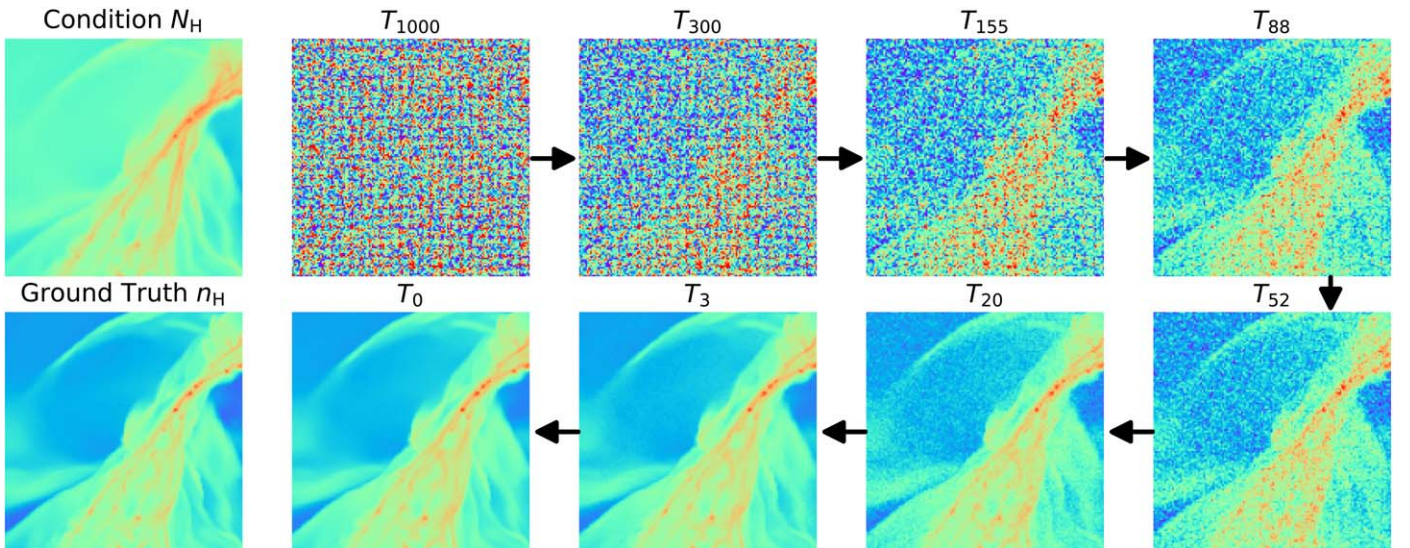 Condition N_H
T_1000
T_300
T_155
T_88
Ground Truth n_H
T_0
T_3
T_20
T_52